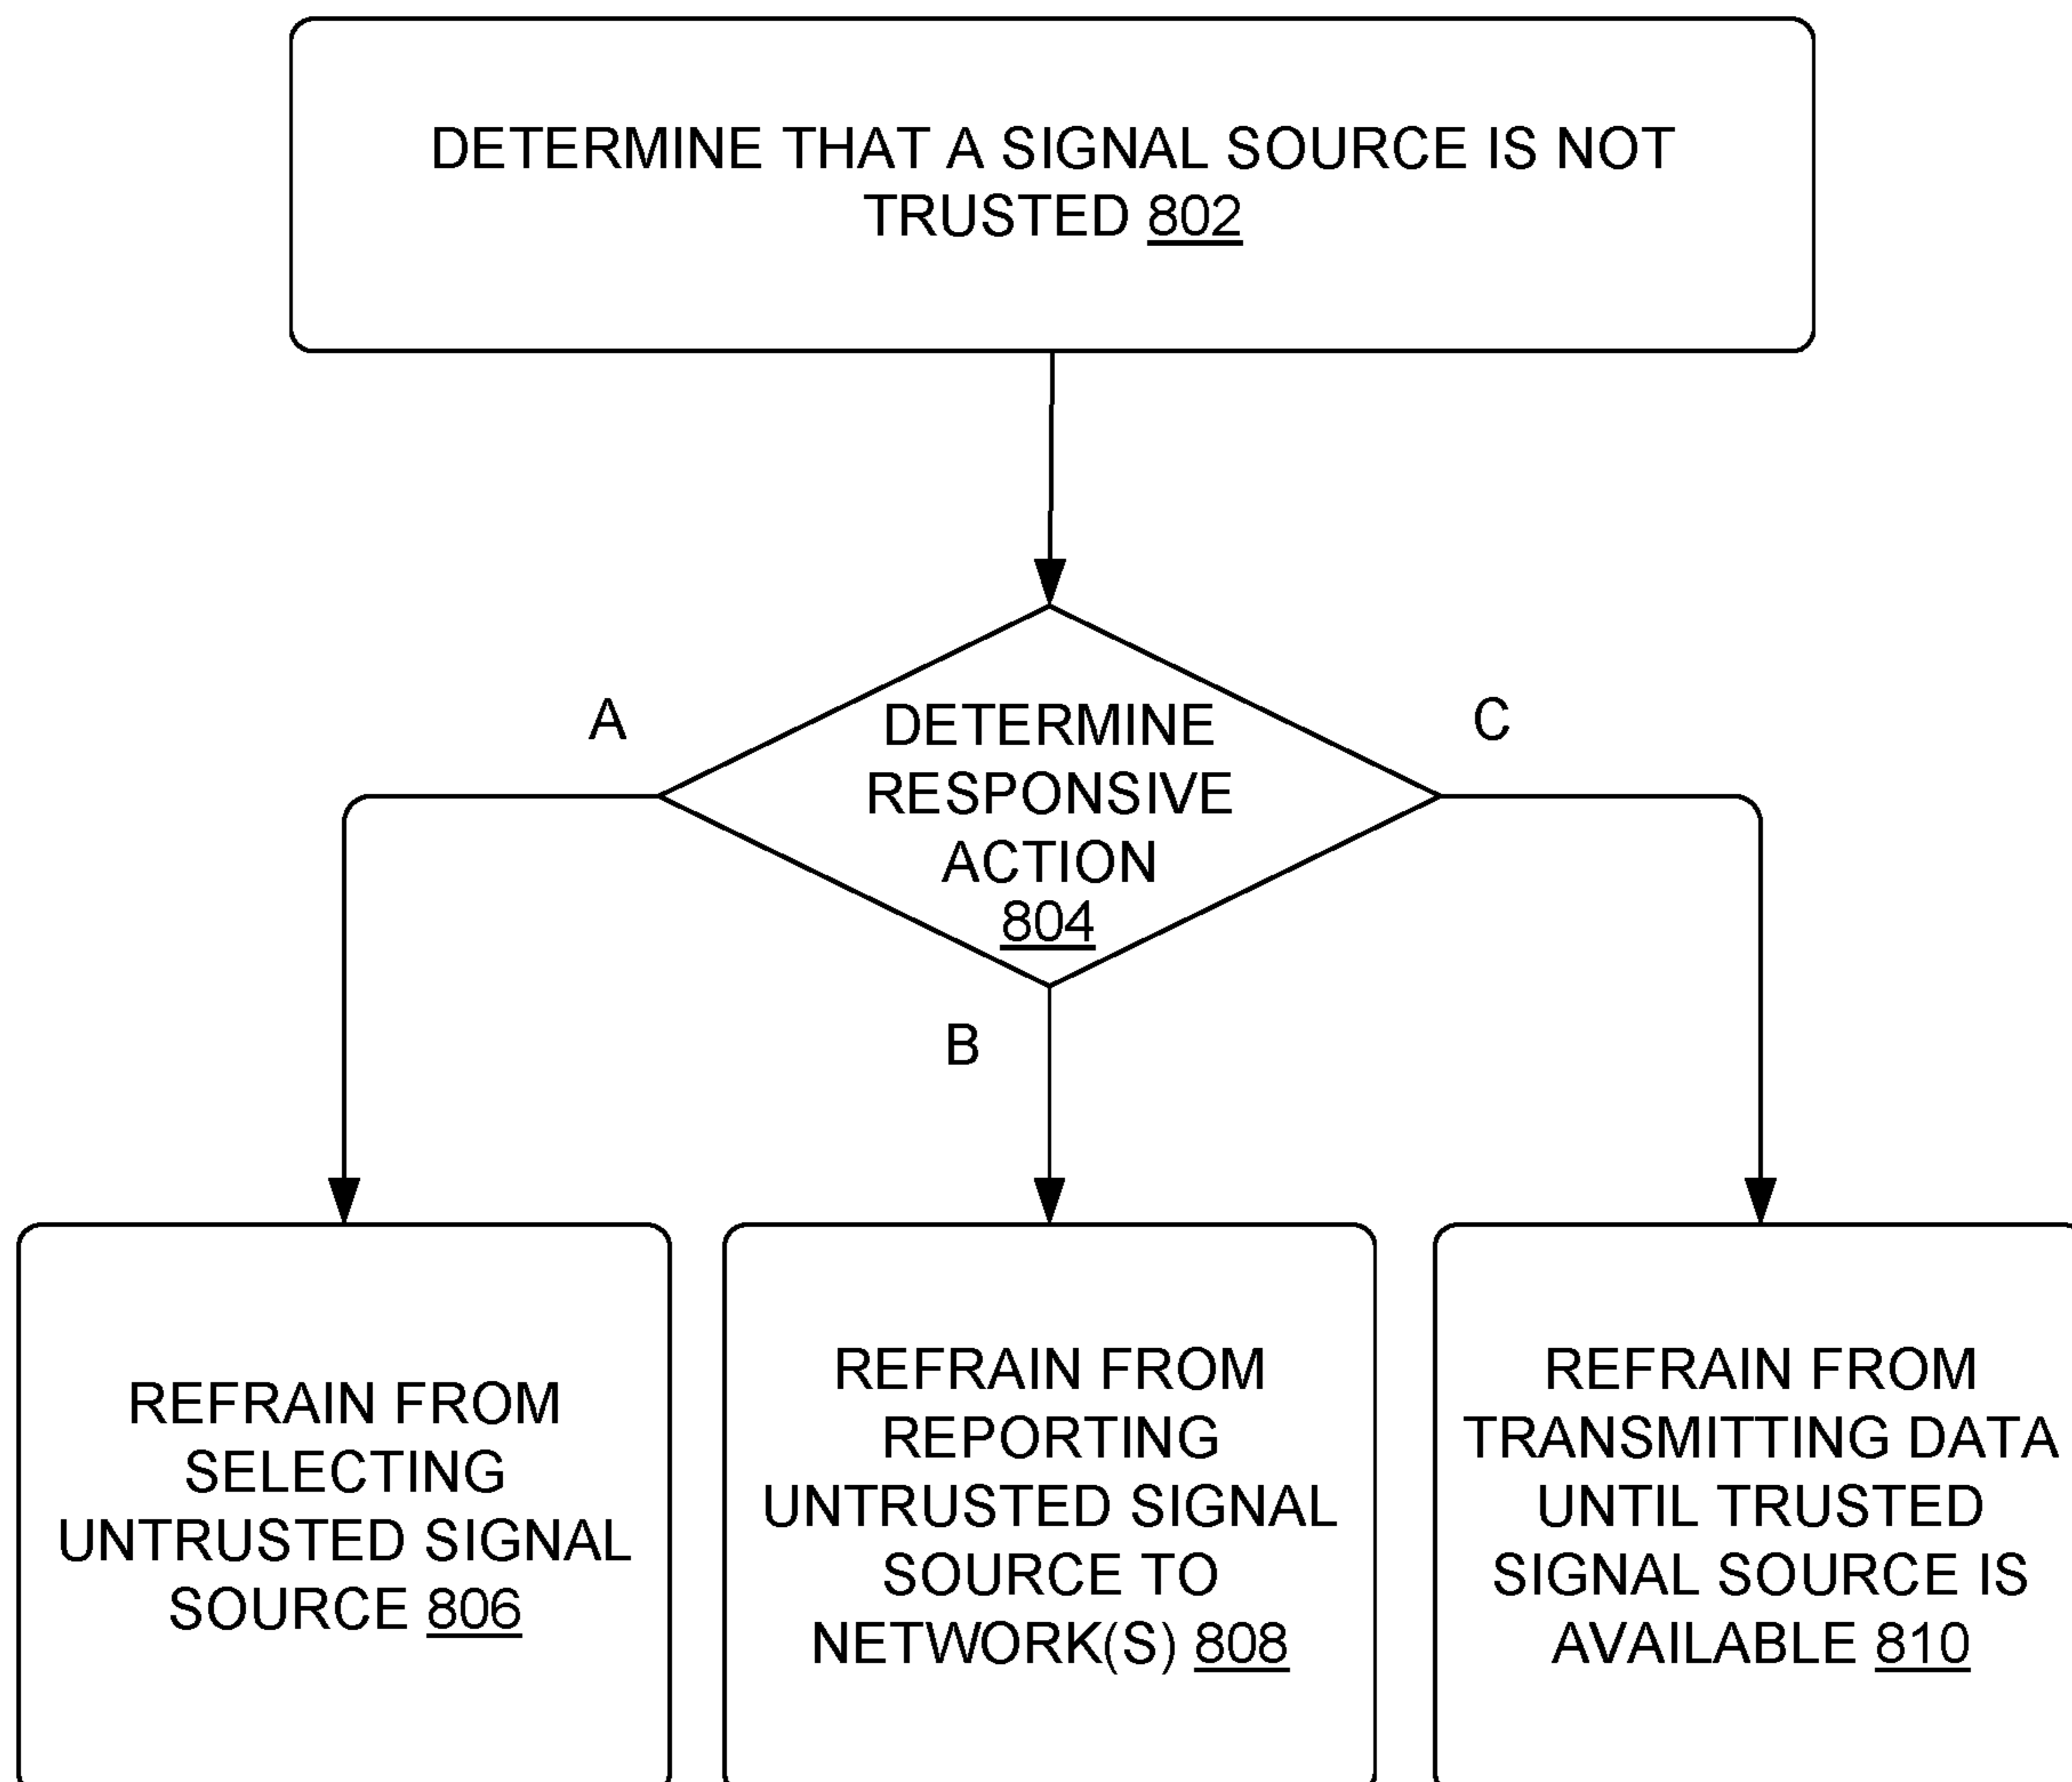 DETERMINE THAT A SIGNAL SOURCE IS NOT
TRUSTED 802
A
C
DETERMINE
RESPONSIVE
ACTION
804
B
REFRAIN FROM
SELECTING
UNTRUSTED SIGNAL
SOURCE 806
REFRAIN FROM
REPORTING
UNTRUSTED SIGNAL
SOURCE TO
NETWORK(S) 808
REFRAIN FROM
TRANSMITTING DATA
UNTIL TRUSTED
SIGNAL SOURCE IS
AVAILABLE 810